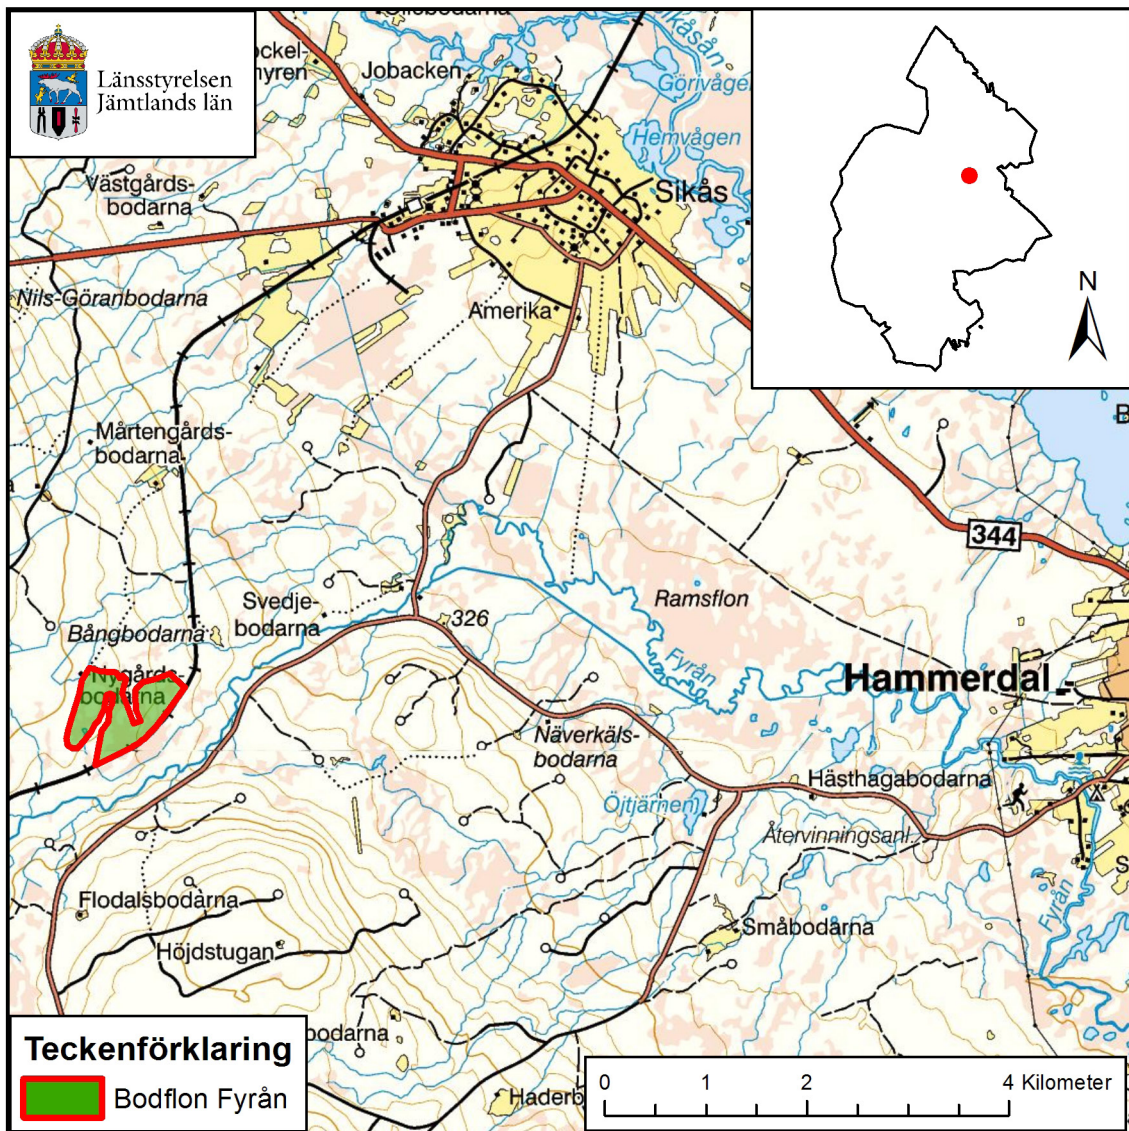 Länsstyrelsen
Jämtlands län
Jobacken
Görivågen
Hemvågen
Sikås
Västgårds-
bodarna
Nils-Göranbodarna
Amerika
N
Mårtengårds-
bodarna
344
Svedje-
bodarna
326
Ramsflon
Bångbodarna
Nygårds-
bodarna
Fyrån
Hammerdal
Näverkäls-
bodarna
Hästhagabodarna
Öjtjärnen
Återvinningsanl.
Flodalsbodarna
Fyrån
Småbodarna
Höjdstugan
bodarna
Haderb
Teckenförklaring
Bodflon Fyrån
0 1 2 4 Kilometer